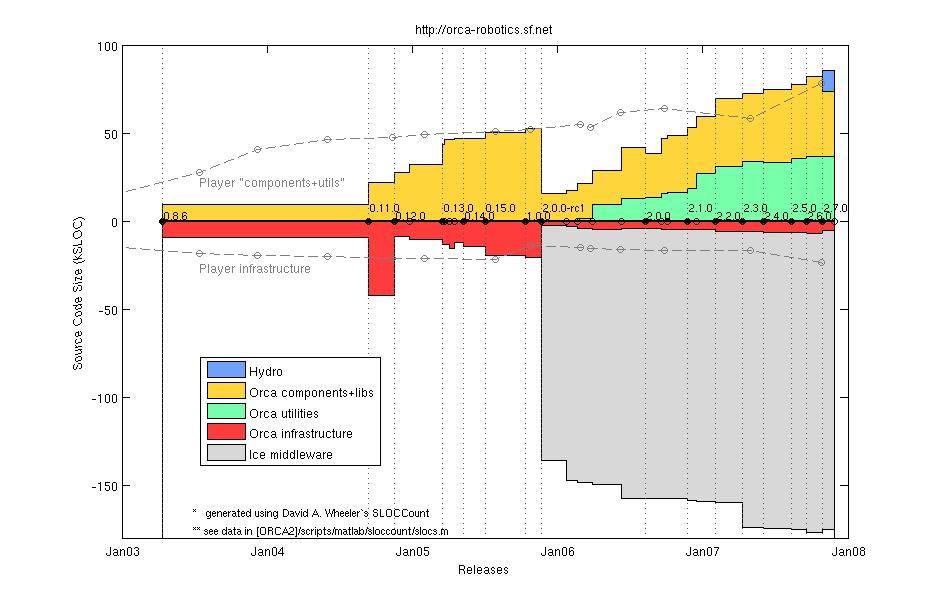 http://orca-robotics.sf.net
100
50
0
-50
-100
-150
Source Code Size (kSLOC)
Player "components+utils"
0.8.6
0.11.0
0.12.0
0.13.0
0.14.0
0.15.0
1.0.0
2.0.0-rc1
2.0.0
2.1.0
2.2.0
2.3.0
2.4.0
2.5.0
2.6.0
2.7.0
Player infrastructure
Hydro
Orca components+libs
Orca utilities
Orca infrastructure
Ice middleware
* generated using David A. Wheeler`s SLOCCount
** see data in [ORCA2]/scripts/matlab/sloccount/slocs.m
Jan03 Jan04 Jan05 Jan06 Jan07 Jan08
Releases